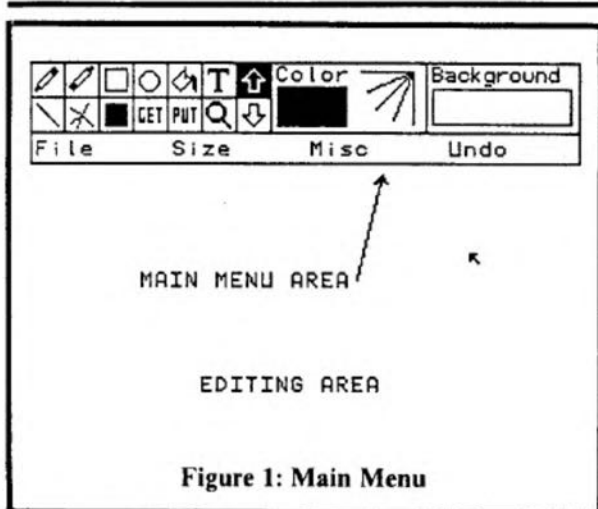 T Color Background
GET PUT
File Size Misc Undo
MAIN MENU AREA
EDITING AREA
Figure 1: Main Menu